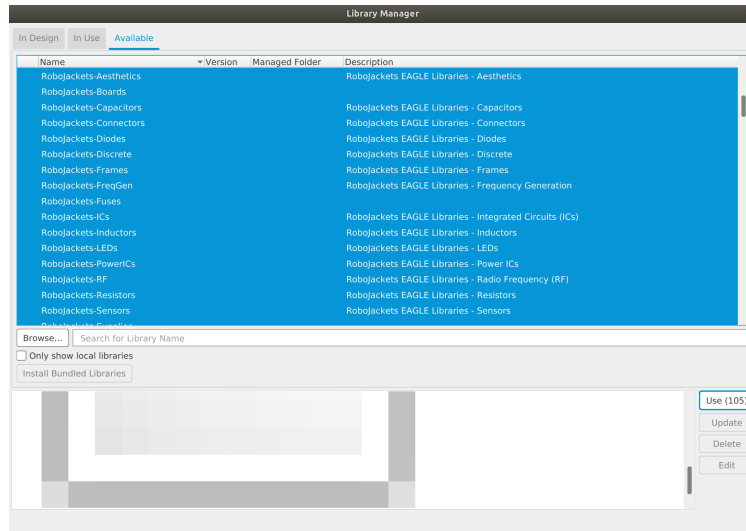 Library Manager
In Design In Use Available
Name Version Managed Folder Description
RoboJackets-Aesthetics RoboJackets EAGLE Libraries - Aesthetics
RoboJackets-Boards
RoboJackets-Capacitors RoboJackets EAGLE Libraries - Capacitors
RoboJackets-Connectors RoboJackets EAGLE Libraries - Connectors
RoboJackets-Diodes RoboJackets EAGLE Libraries - Diodes
RoboJackets-Discrete RoboJackets EAGLE Libraries - Discrete
RoboJackets-Frames RoboJackets EAGLE Libraries - Frames
RoboJackets-FreqGen RoboJackets EAGLE Libraries - Frequency Generation
RoboJackets-Fuses
RoboJackets-ICs RoboJackets EAGLE Libraries - Integrated Circuits (ICs)
RoboJackets-Inductors RoboJackets EAGLE Libraries - Inductors
RoboJackets-LEDs RoboJackets EAGLE Libraries - LEDs
RoboJackets-PowerICs RoboJackets EAGLE Libraries - Power ICs
RoboJackets-RF RoboJackets EAGLE Libraries - Radio Frequency (RF)
RoboJackets-Resistors RoboJackets EAGLE Libraries - Resistors
RoboJackets-Sensors RoboJackets EAGLE Libraries - Sensors
Browse... Search for Library Name
Only show local libraries
Install Bundled Libraries
Use (105)
Update
Delete
Edit